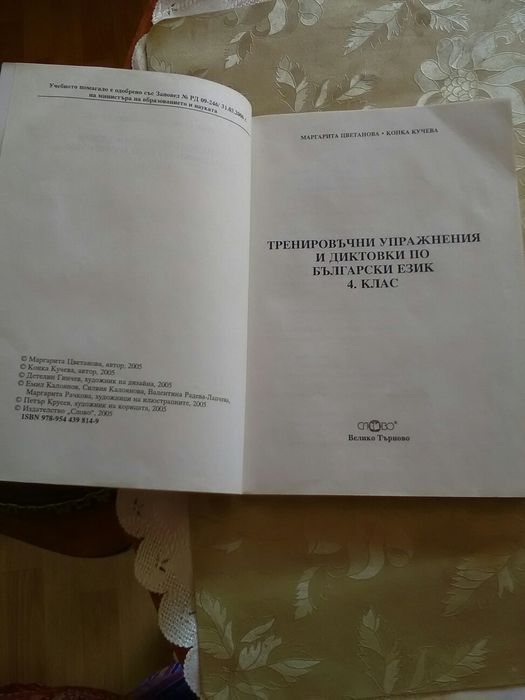 Учебното помагало е одобрено със Заповед № РД 09-246/ 31.03.2006 г.
на министъра на образованието и науката
© Маргарита Цветанова, автор, 2005
© Копка Кучева, автор, 2005
© Детелин Гинчев, художник на дизайна, 2005
© Емил Калоянов, Силвия Калоянова, Валентина Радева-Лапчева,
Маргарита Рачкова, художници на илюстрациите, 2005
© Петър Крусев, художник на корицата, 2005
© Издателство „Слово", 2005
ISBN 978-954 439 814-9
МАРГАРИТА ЦВЕТАНОВА • КОПКА КУЧЕВА
ТРЕНИРОВЪЧНИ УПРАЖНЕНИЯ
И ДИКТОВКИ ПО
БЪЛГАРСКИ ЕЗИК
4. КЛАС
СЛОВО
Велико Търново